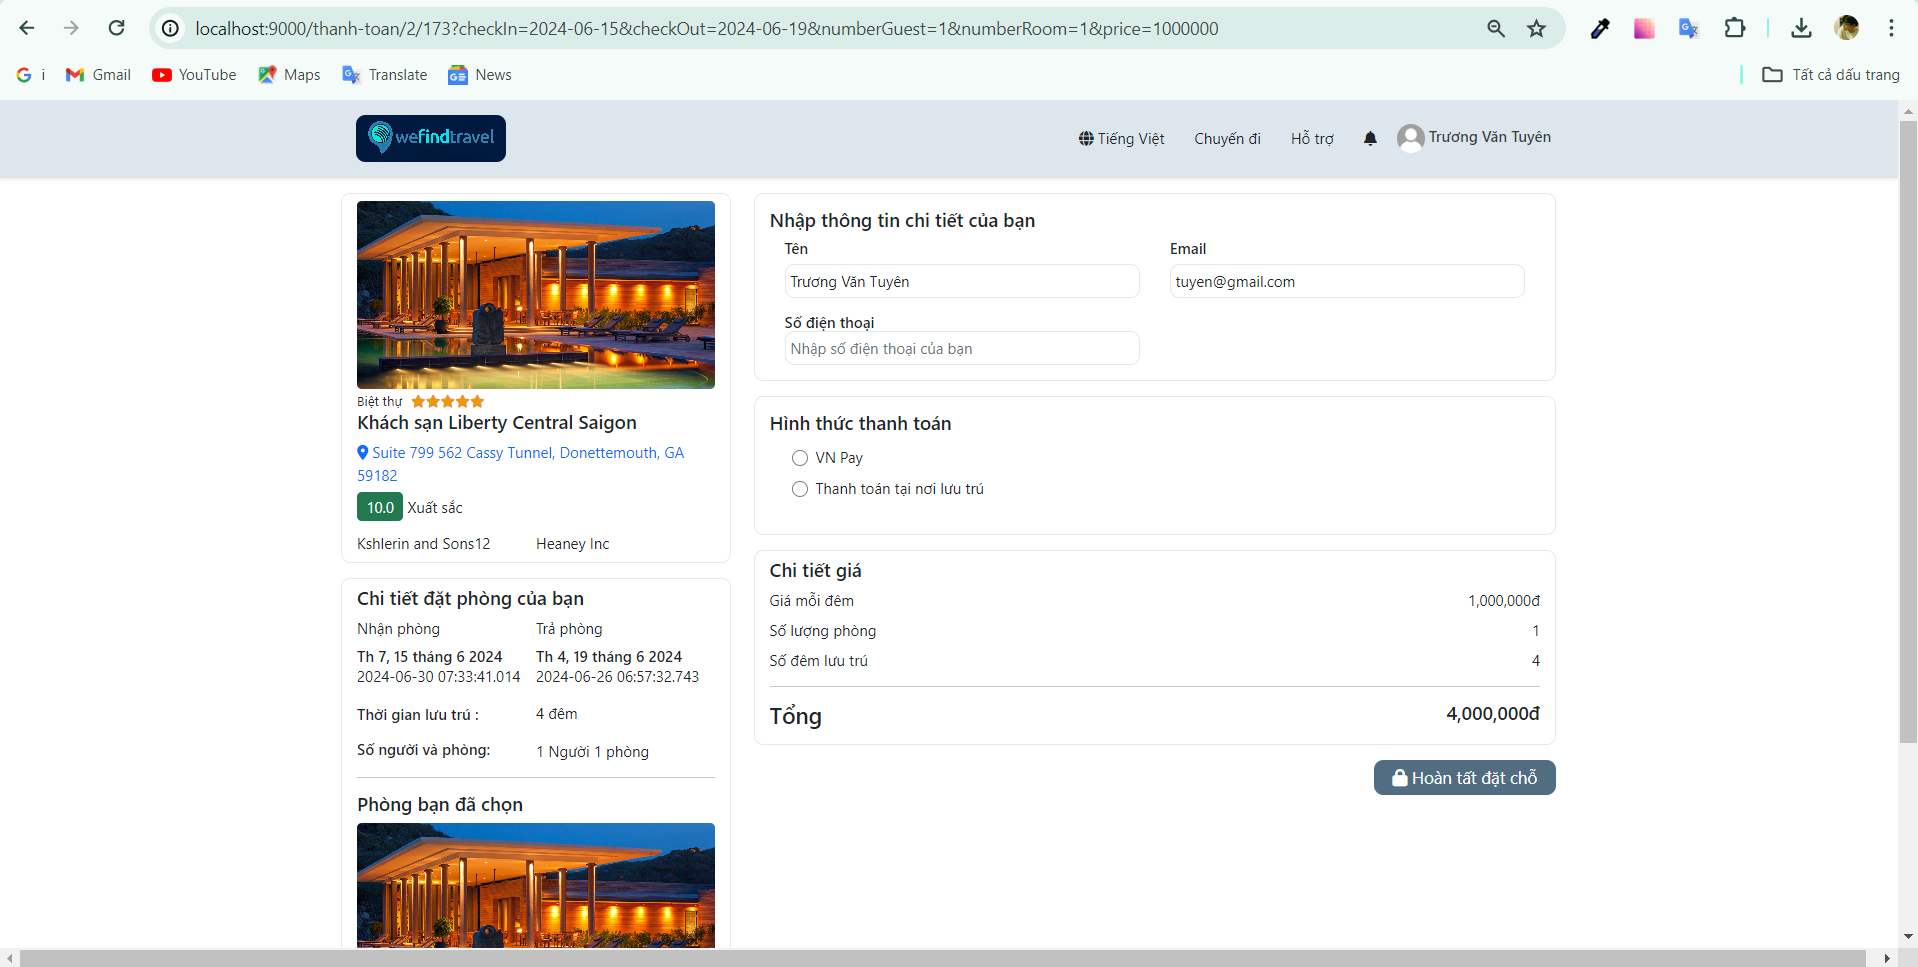 localhost:9000/thanh-toan/2/173?checkIn=2024-06-15&checkOut=2024-06-19&numberGuest=1&numberRoom=1&price=1000000
i
Gmail
YouTube
Maps
Translate
News
Tất cả dấu trang
wefindtravel
Tiếng Việt
Chuyến đi
Hỗ trợ
Trương Văn Tuyên
Biệt thự
Khách sạn Liberty Central Saigon
Suite 799 562 Cassy Tunnel, Donettemouth, GA
59182
10.0 Xuất sắc
Kshlerin and Sons12 Heaney Inc
Chi tiết đặt phòng của bạn
Nhận phòng Trả phòng
Th 7, 15 tháng 6 2024 Th 4, 19 tháng 6 2024
2024-06-30 07:33:41.014 2024-06-26 06:57:32.743
Thời gian lưu trú : 4 đêm
Số người và phòng: 1 Người 1 phòng
Phòng bạn đã chọn
Nhập thông tin chi tiết của bạn
Tên Email
Trương Văn Tuyên tuyen@gmail.com
Số điện thoại
Nhập số điện thoại của bạn
Hình thức thanh toán
VN Pay
Thanh toán tại nơi lưu trú
Chi tiết giá
Giá mỗi đêm 1,000,000đ
Số lượng phòng 1
Số đêm lưu trú 4
Tổng 4,000,000đ
Hoàn tất đặt chỗ